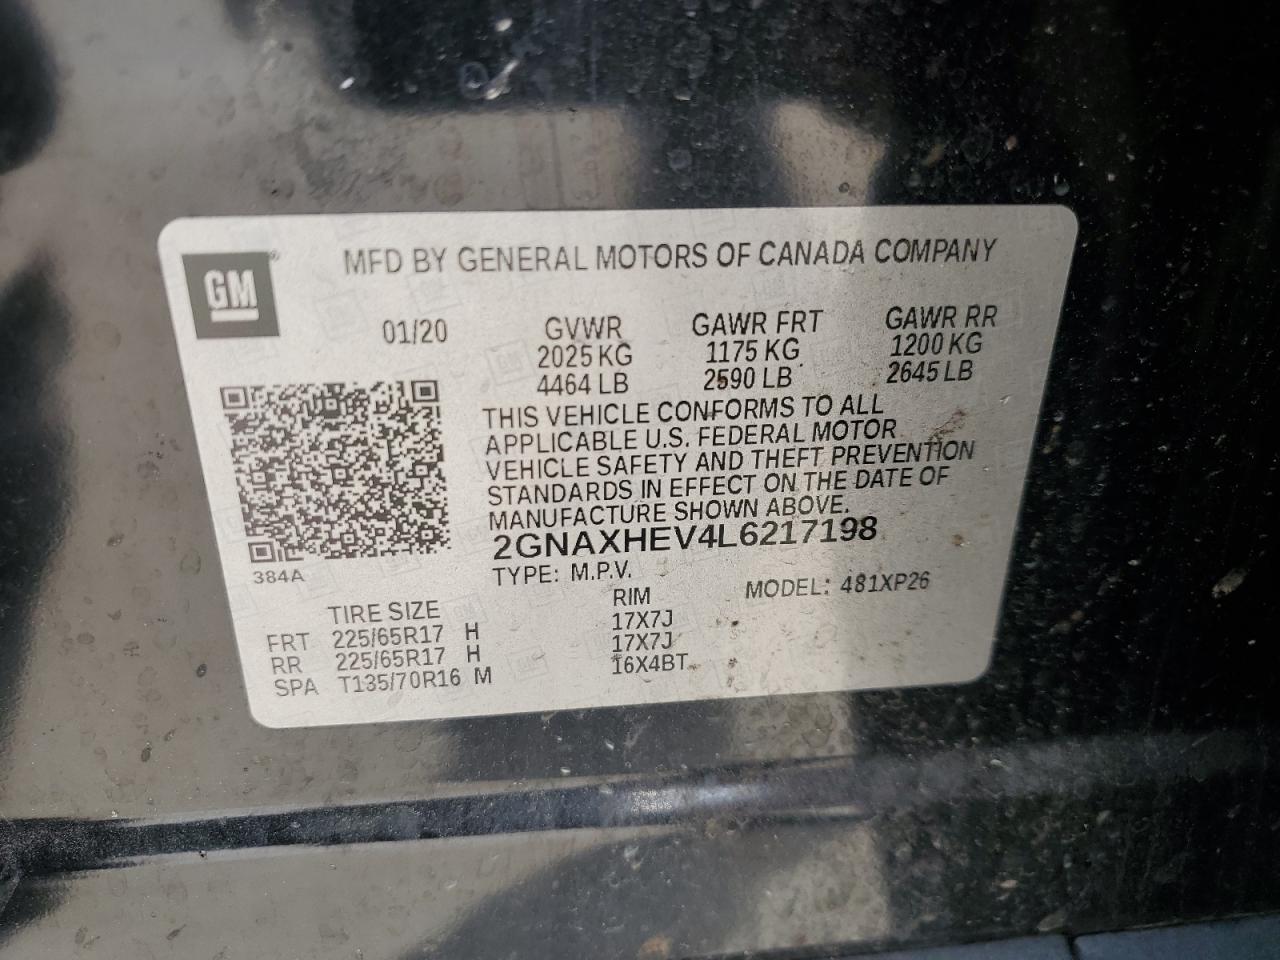 MFD BY GENERAL MOTORS OF CANADA COMPANY
GM
01/20 GVWR GAWR FRT GAWR RR
2025 KG 1175 KG 1200 KG
4464 LB 2590 LB 2645 LB
THIS VEHICLE CONFORMS TO ALL
APPLICABLE U.S. FEDERAL MOTOR
VEHICLE SAFETY AND THEFT PREVENTION
STANDARDS IN EFFECT ON THE DATE OF
MANUFACTURE SHOWN ABOVE.
2GNAXHEV4L6217198
384A
TYPE: M.P.V. MODEL: 481XP26
TIRE SIZE RIM
FRT 225/65R17 H 17X7J
RR 225/65R17 H 17X7J
SPA T135/70R16 M 16X4BT